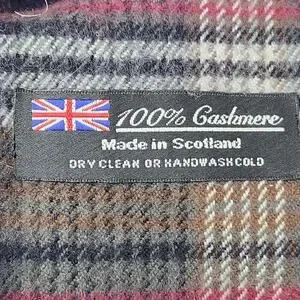 100% Cashmere
Made in Scotland
DRY CLEAN OR HANDWASH COLD